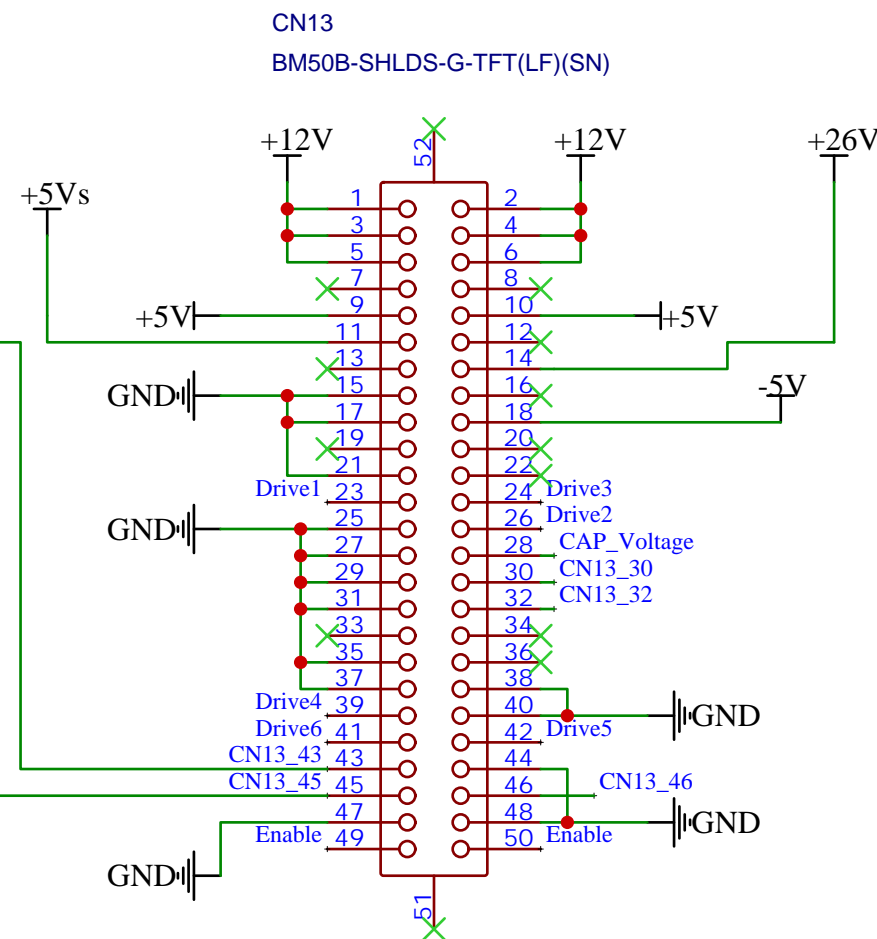 CN13
BM50B-SHLDS-G-TFT(LF)(SN)
52
+12V +12V +26V
+5Vs
1 2
3 4
5 6
7 8
+5V 9 10 +5V
11 12
13 14
GND 15 16
-5V
17 18
19 20
21 22
Drive1 23 24 Drive3
GND 25 26 Drive2
27 28 CAP_Voltage
29 30 CN13_30
31 32 CN13_32
33 34
35 36
37 38
Drive4 39 40 GND
Drive6 41 42 Drive5
CN13_43 43 44
CN13_45 45 46 CN13_46
47 48 GND
Enable 49 50 Enable
GND
51